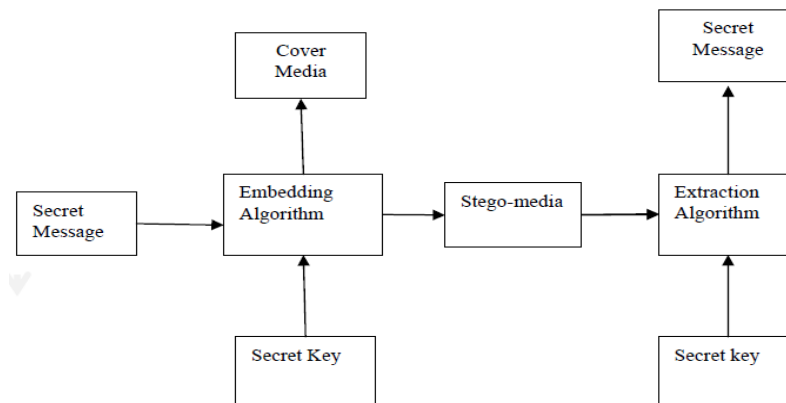 Cover
Media
Secret
Message
Secret
Message
Embedding
Algorithm
Stego-media
Extraction
Algorithm
Secret Key
Secret key